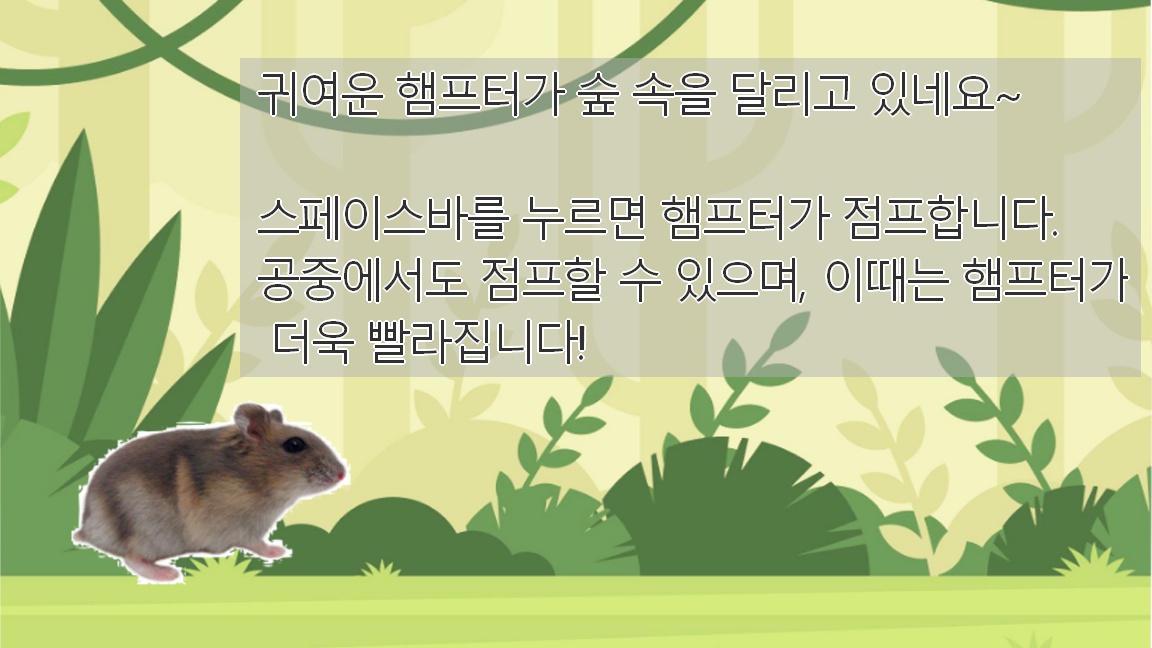 귀여운 햄프터가 숲 속을 달리고 있네요~
스페이스바를 누르면 햄프터가 점프합니다.
공중에서도 점프할 수 있으며, 이때는 햄프터가
더욱 빨라집니다!